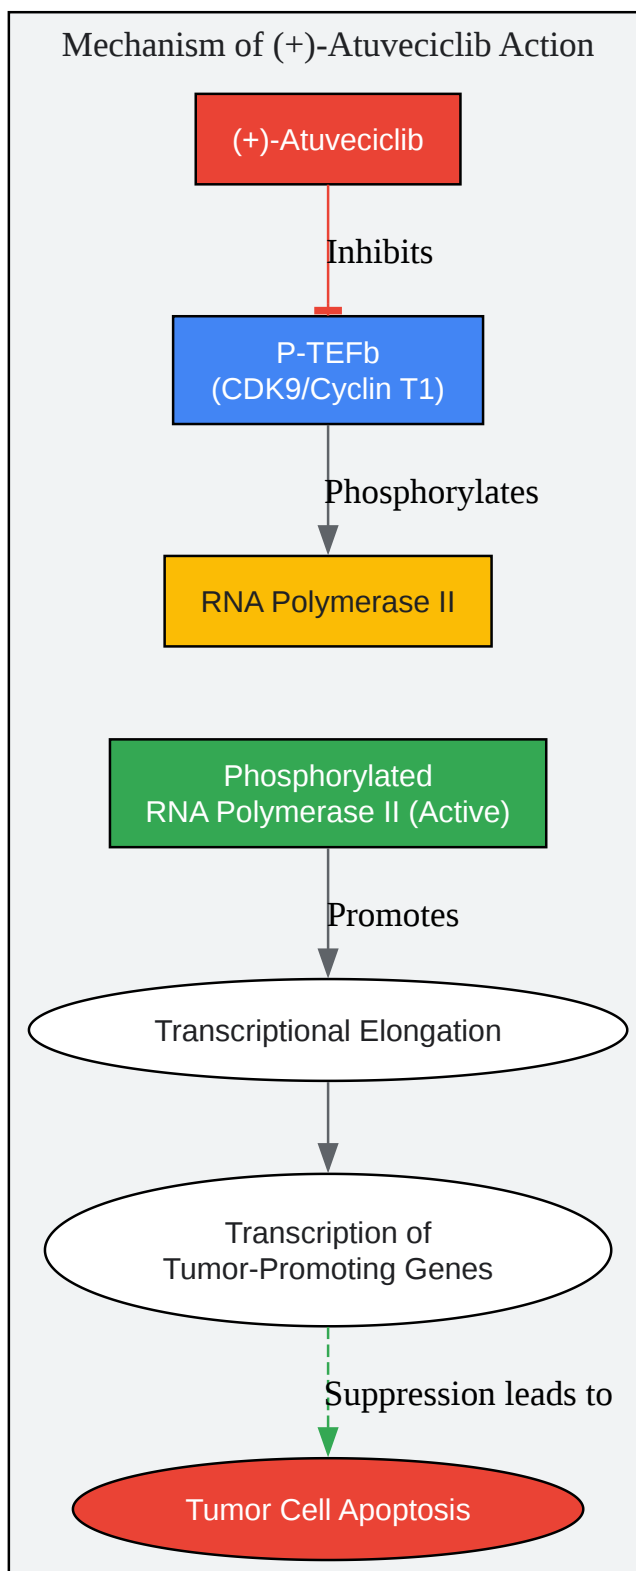 Mechanism of (+)-Atuveciclib Action
(+)-Atuveciclib
Inhibits
P-TEFb
(CDK9/Cyclin T1)
Phosphorylates
RNA Polymerase II
Phosphorylated
RNA Polymerase II (Active)
Promotes
Transcriptional Elongation
Transcription of
Tumor-Promoting Genes
Suppression leads to
Tumor Cell Apoptosis